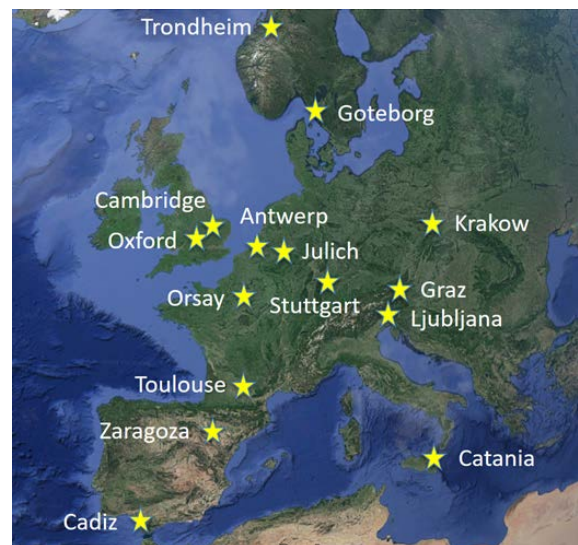 Trondheim
Goteborg
Cambridge
Antwerp
Krakow
Oxford
Julich
Orsay
Stuttgart
Graz
Ljubljana
Toulouse
Zaragoza
Catania
Cadiz